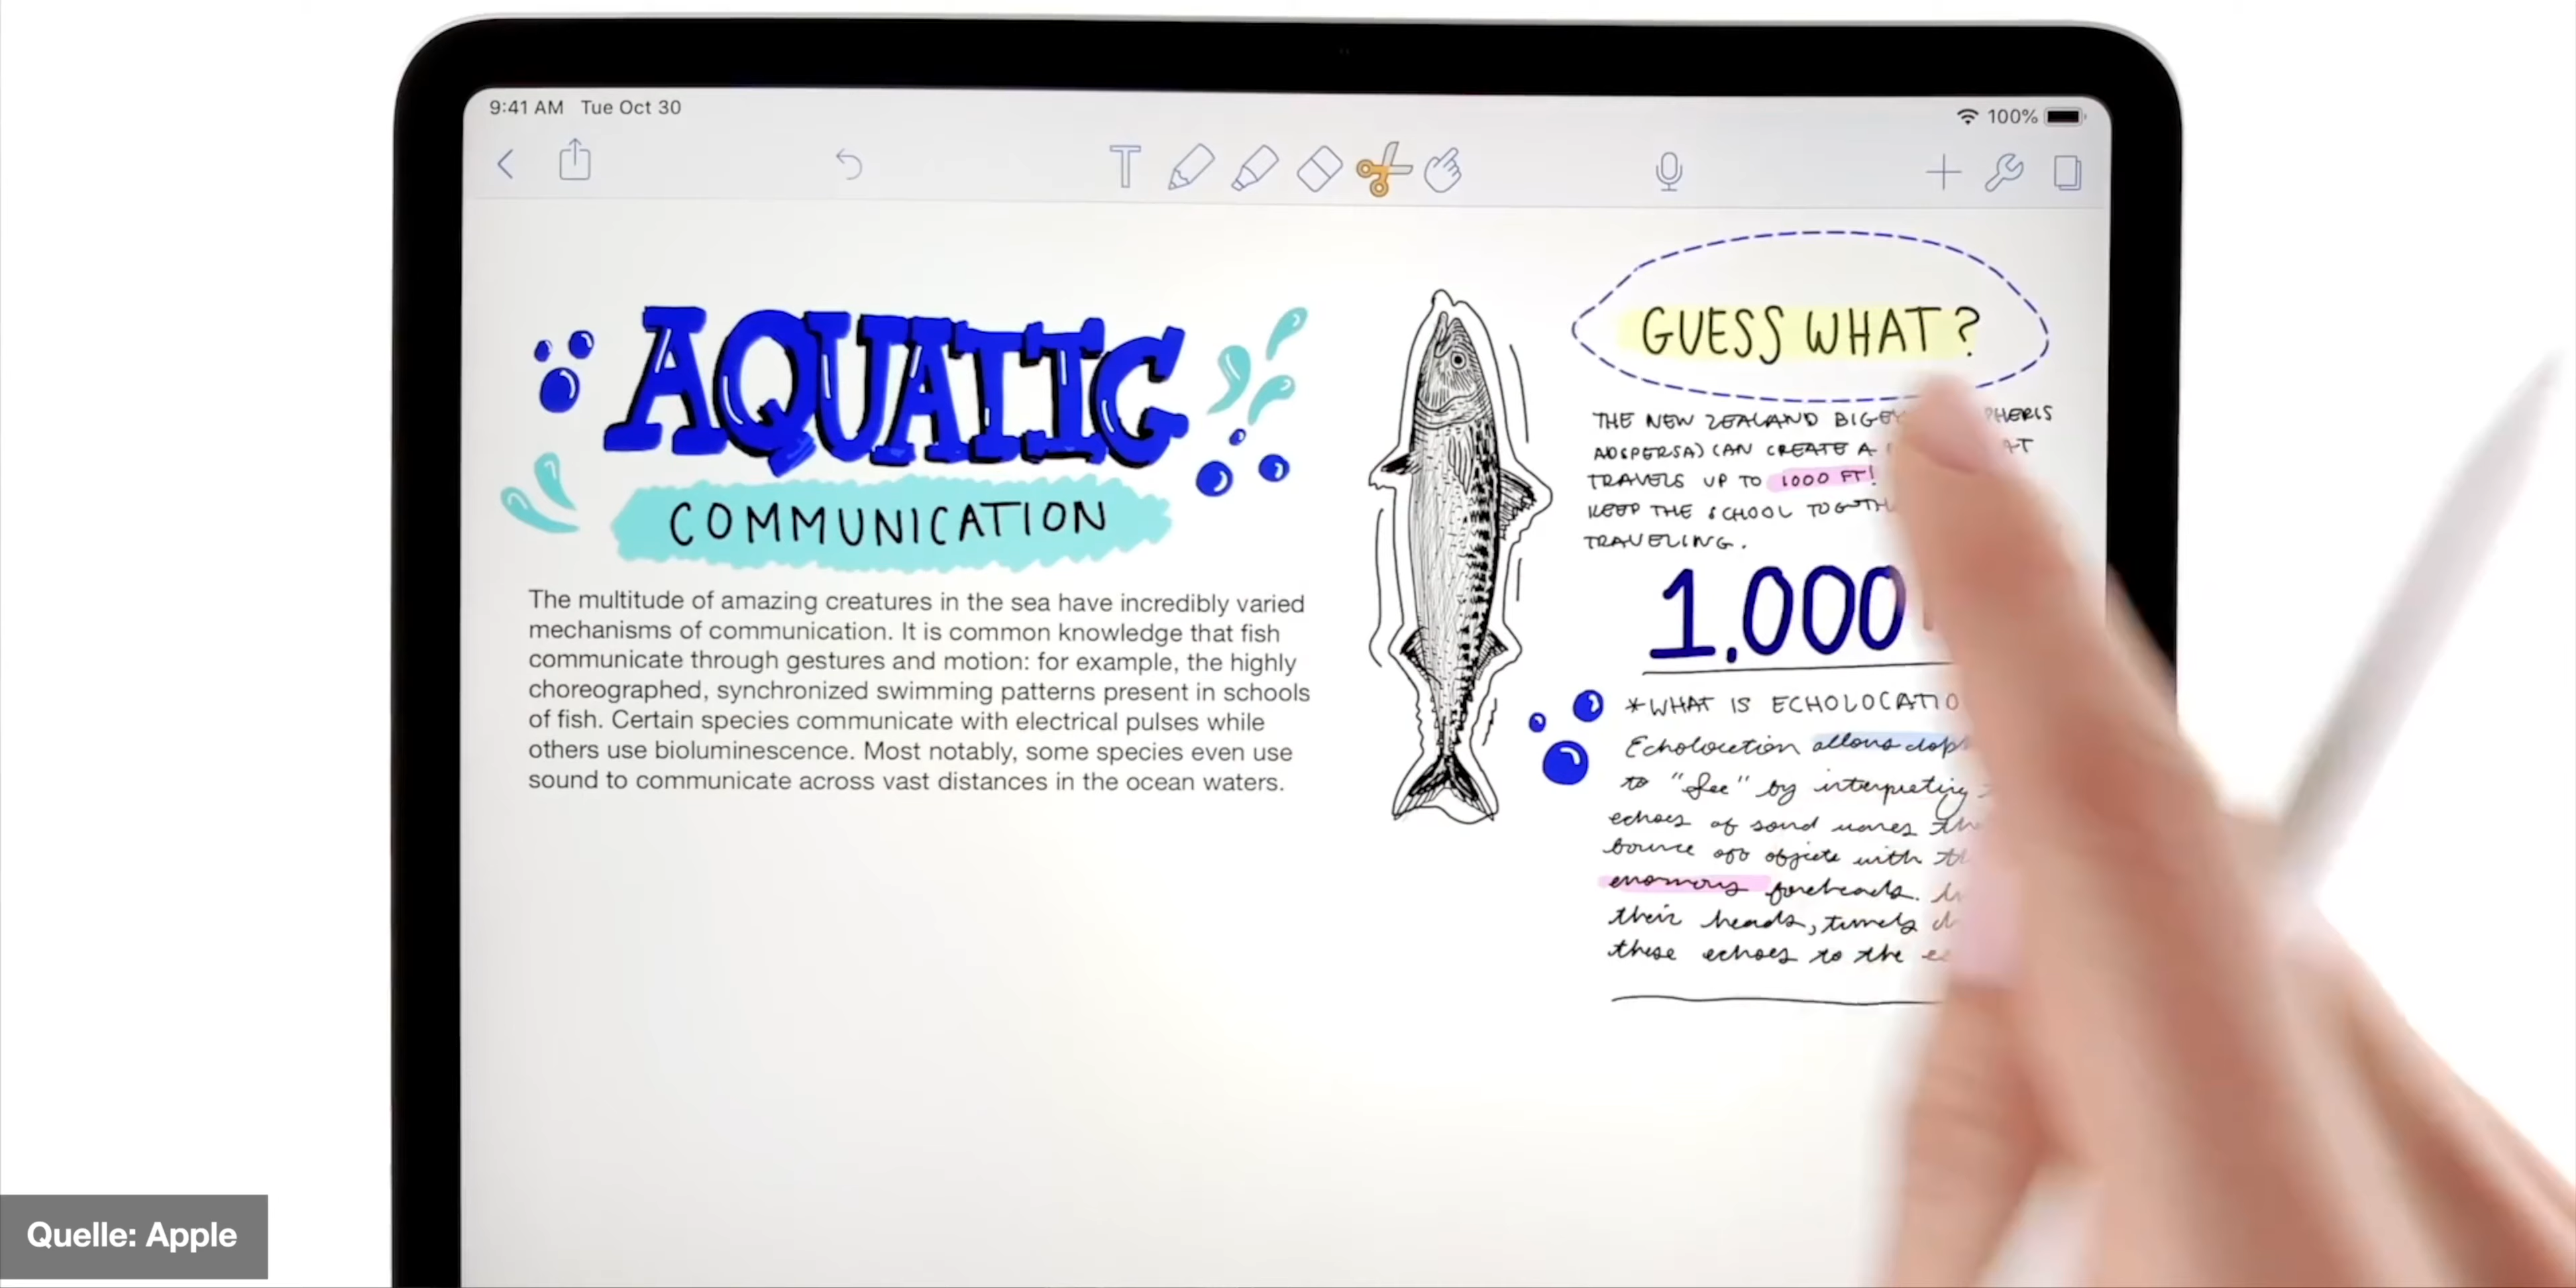 9:41 AM Tue Oct 30
100%
AQUATIC
COMMUNICATION
The multitude of amazing creatures in the sea have incredibly varied
mechanisms of communication. It is common knowledge that fish
communicate through gestures and motion: for example, the highly
choreographed, synchronized swimming patterns present in schools
of fish. Certain species communicate with electrical pulses while
others use bioluminescence. Most notably, some species even use
sound to communicate across vast distances in the ocean waters.
GUESS WHAT?
THE NEW ZEALAND
ADSPERSA) CAN CREATE A
TRAVELS UP TO 1000 FT!
KEEP THE SCHOOL
TRAVELING.
1,000
*WHAT IS
Echolocation allows
to "See" by interpreting
echoes of sound waves
bounce off objects with
enormous foreheads.
their heads,
these echoes to the
Quelle: Apple